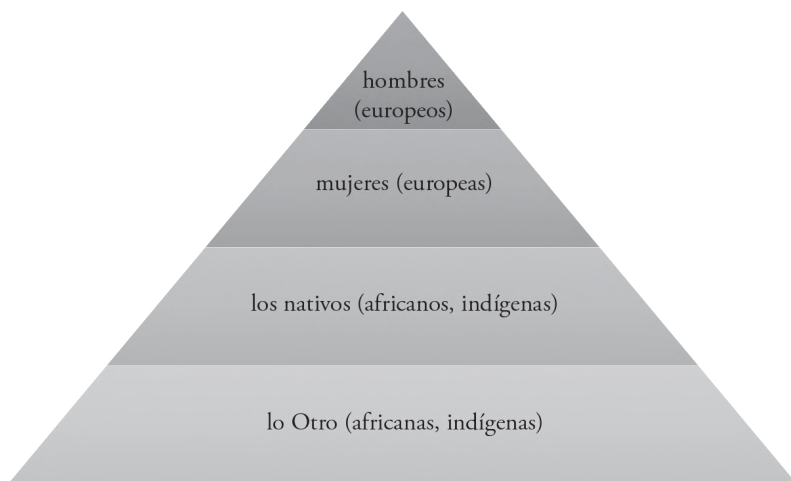 hombres
(europeos)
mujeres (europeas)
los nativos (africanos, indígenas)
lo Otro (africanas, indígenas)